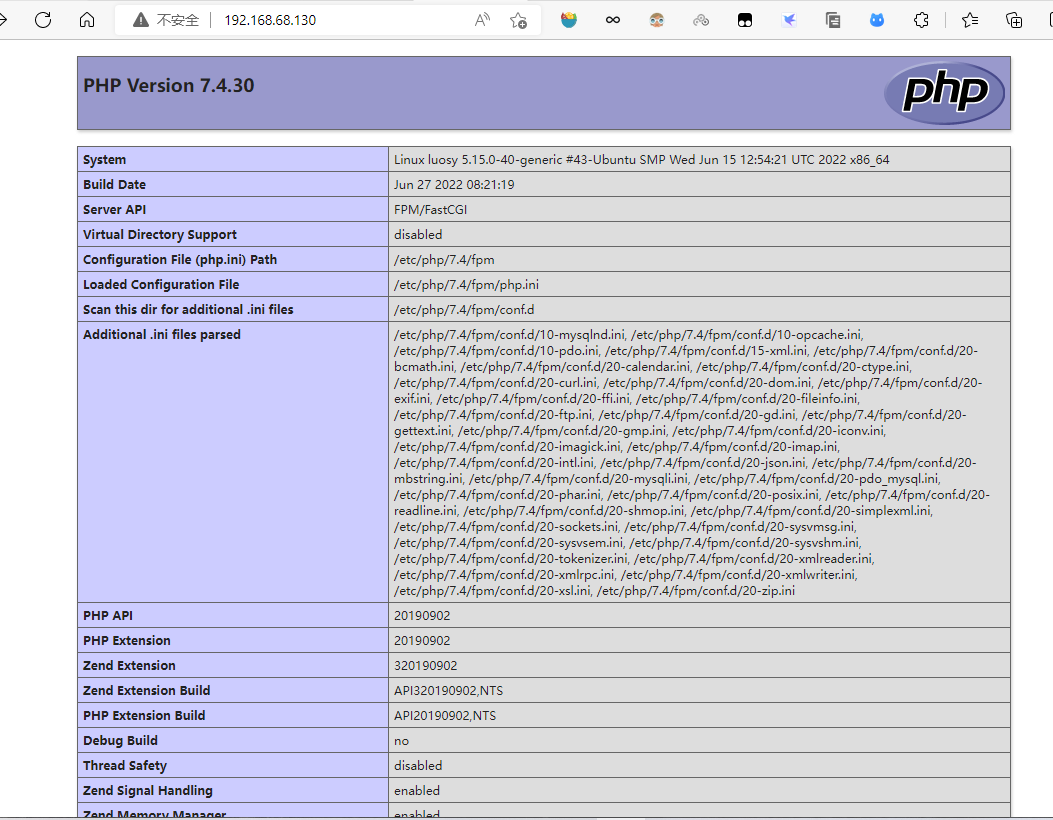 不安全 192.168.68.130
PHP Version 7.4.30
php
System Linux luosy 5.15.0-40-generic #43-Ubuntu SMP Wed Jun 15 12:54:21 UTC 2022 x86_64
Build Date Jun 27 2022 08:21:19
Server API FPM/FastCGI
Virtual Directory Support disabled
Configuration File (php.ini) Path /etc/php/7.4/fpm
Loaded Configuration File /etc/php/7.4/fpm/php.ini
Scan this dir for additional .ini files /etc/php/7.4/fpm/conf.d
Additional .ini files parsed /etc/php/7.4/fpm/conf.d/10-mysqlnd.ini, /etc/php/7.4/fpm/conf.d/10-opcache.ini,
/etc/php/7.4/fpm/conf.d/10-pdo.ini, /etc/php/7.4/fpm/conf.d/15-xml.ini, /etc/php/7.4/fpm/conf.d/20-
bcmath.ini, /etc/php/7.4/fpm/conf.d/20-calendar.ini, /etc/php/7.4/fpm/conf.d/20-ctype.ini,
/etc/php/7.4/fpm/conf.d/20-curl.ini, /etc/php/7.4/fpm/conf.d/20-dom.ini, /etc/php/7.4/fpm/conf.d/20-
exif.ini, /etc/php/7.4/fpm/conf.d/20-ffi.ini, /etc/php/7.4/fpm/conf.d/20-fileinfo.ini,
/etc/php/7.4/fpm/conf.d/20-ftp.ini, /etc/php/7.4/fpm/conf.d/20-gd.ini, /etc/php/7.4/fpm/conf.d/20-
gettext.ini, /etc/php/7.4/fpm/conf.d/20-gmp.ini, /etc/php/7.4/fpm/conf.d/20-iconv.ini,
/etc/php/7.4/fpm/conf.d/20-imagick.ini, /etc/php/7.4/fpm/conf.d/20-imap.ini,
/etc/php/7.4/fpm/conf.d/20-intl.ini, /etc/php/7.4/fpm/conf.d/20-json.ini, /etc/php/7.4/fpm/conf.d/20-
mbstring.ini, /etc/php/7.4/fpm/conf.d/20-mysqli.ini, /etc/php/7.4/fpm/conf.d/20-pdo_mysql.ini,
/etc/php/7.4/fpm/conf.d/20-phar.ini, /etc/php/7.4/fpm/conf.d/20-posix.ini, /etc/php/7.4/fpm/conf.d/20-
readline.ini, /etc/php/7.4/fpm/conf.d/20-shmop.ini, /etc/php/7.4/fpm/conf.d/20-simplexml.ini,
/etc/php/7.4/fpm/conf.d/20-sockets.ini, /etc/php/7.4/fpm/conf.d/20-sysvmsg.ini,
/etc/php/7.4/fpm/conf.d/20-sysvsem.ini, /etc/php/7.4/fpm/conf.d/20-sysvshm.ini,
/etc/php/7.4/fpm/conf.d/20-tokenizer.ini, /etc/php/7.4/fpm/conf.d/20-xmlreader.ini,
/etc/php/7.4/fpm/conf.d/20-xmlrpc.ini, /etc/php/7.4/fpm/conf.d/20-xmlwriter.ini,
/etc/php/7.4/fpm/conf.d/20-xsl.ini, /etc/php/7.4/fpm/conf.d/20-zip.ini
PHP API 20190902
PHP Extension 20190902
Zend Extension 320190902
Zend Extension Build API320190902,NTS
PHP Extension Build API20190902,NTS
Debug Build no
Thread Safety disabled
Zend Signal Handling enabled
Zend Memory Manager enabled